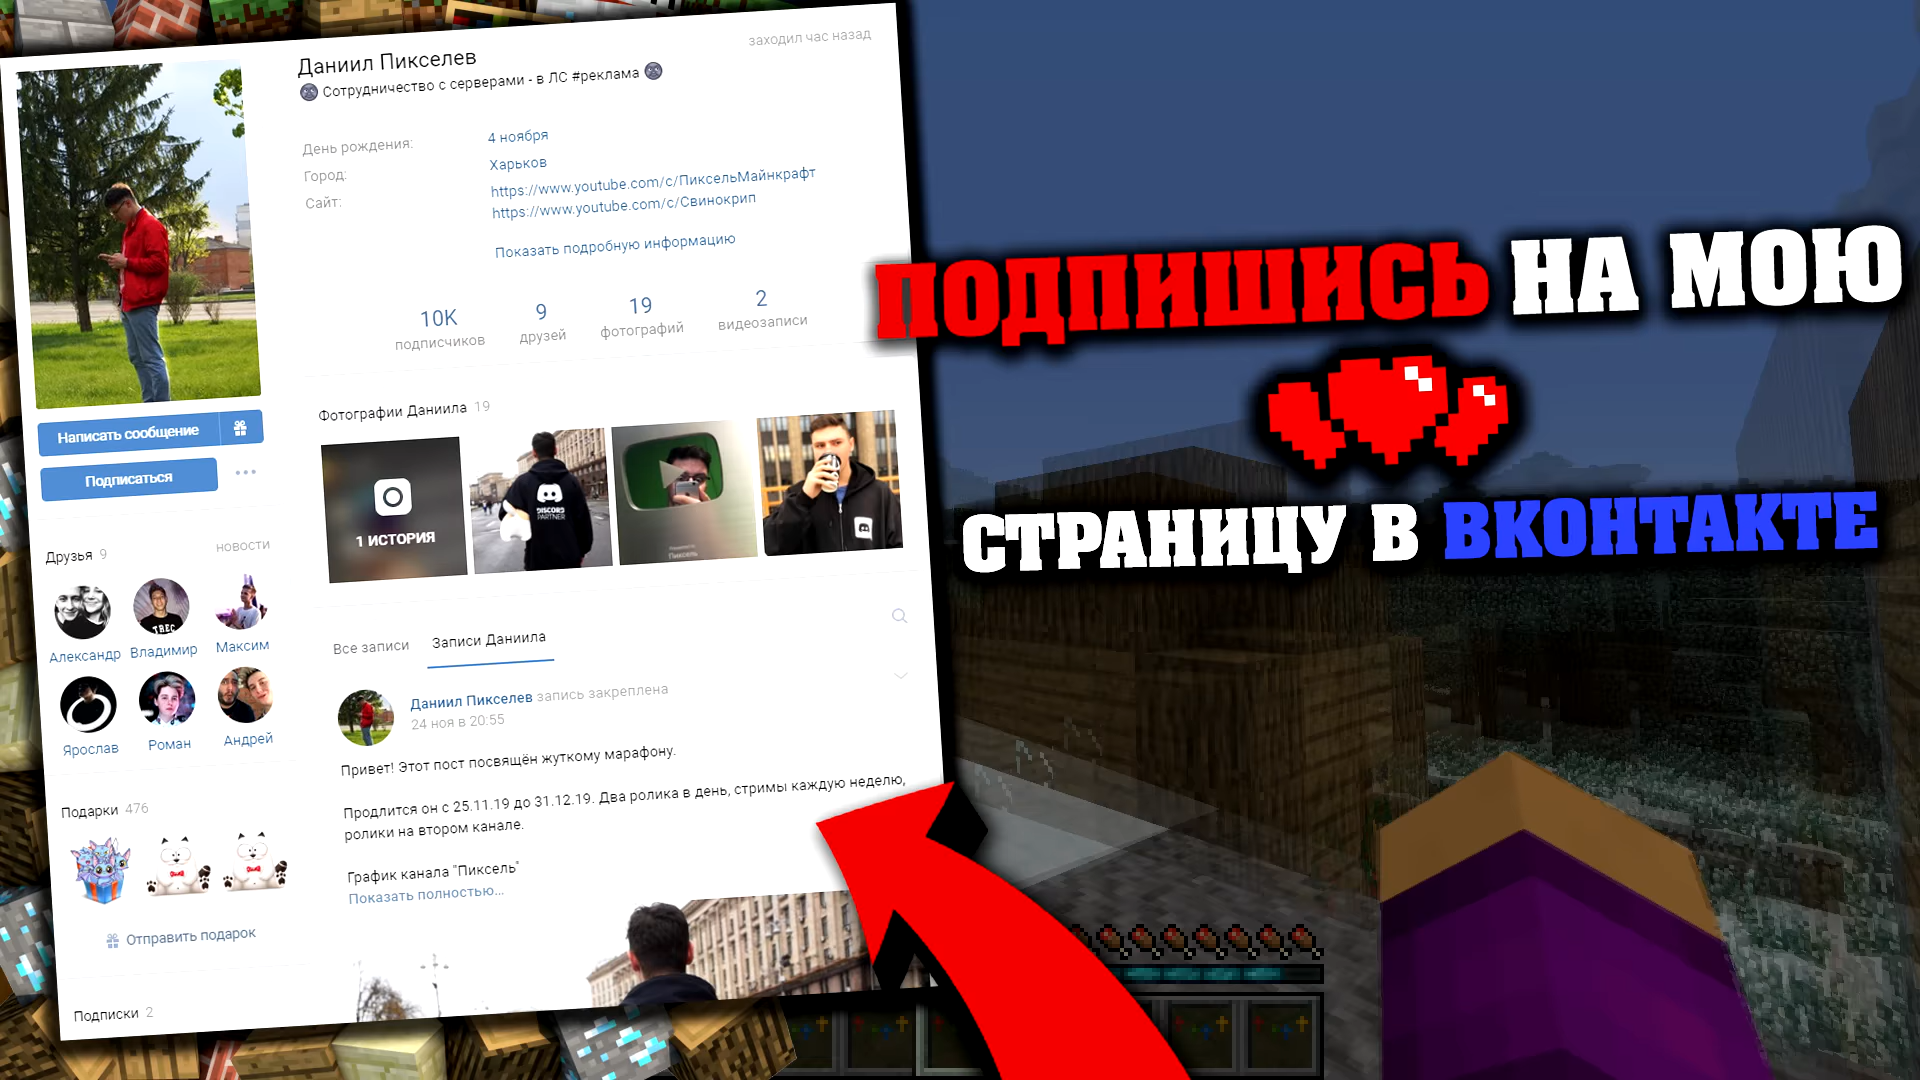 Даниил Пикселев
заходил час назад
Сотрудничество с серверами - в ЛС #реклама
День рождения: 4 ноября
Город: Харьков
Сайт: https://www.youtube.com/c/ПиксельМайнкрафт
https://www.youtube.com/c/Свинокрип
Показать подробную информацию
10K 9 19 2
подписчиков друзей фотографий видеозаписи
Написать сообщение
Подписаться
Фотографии Даниила 19
1 ИСТОРИЯ
DISCORD
PARTNER
Пиксель
Друзья 9 новости
TREC
Александр Владимир Максим
Ярослав Роман Андрей
Подарки 476
Отправить подарок
Подписки 2
Все записи Записи Даниила
Даниил Пикселев запись закреплена
24 ноя в 20:55
Привет! Этот пост посвящён жуткому марафону.
Продлится он с 25.11.19 до 31.12.19. Два ролика в день, стримы каждую неделю,
ролики на втором канале.
График канала "Пиксель"
Показать полностью...
ПОДПИШИСЬ НА МОЮ
СТРАНИЦУ В ВКОНТАКТЕ